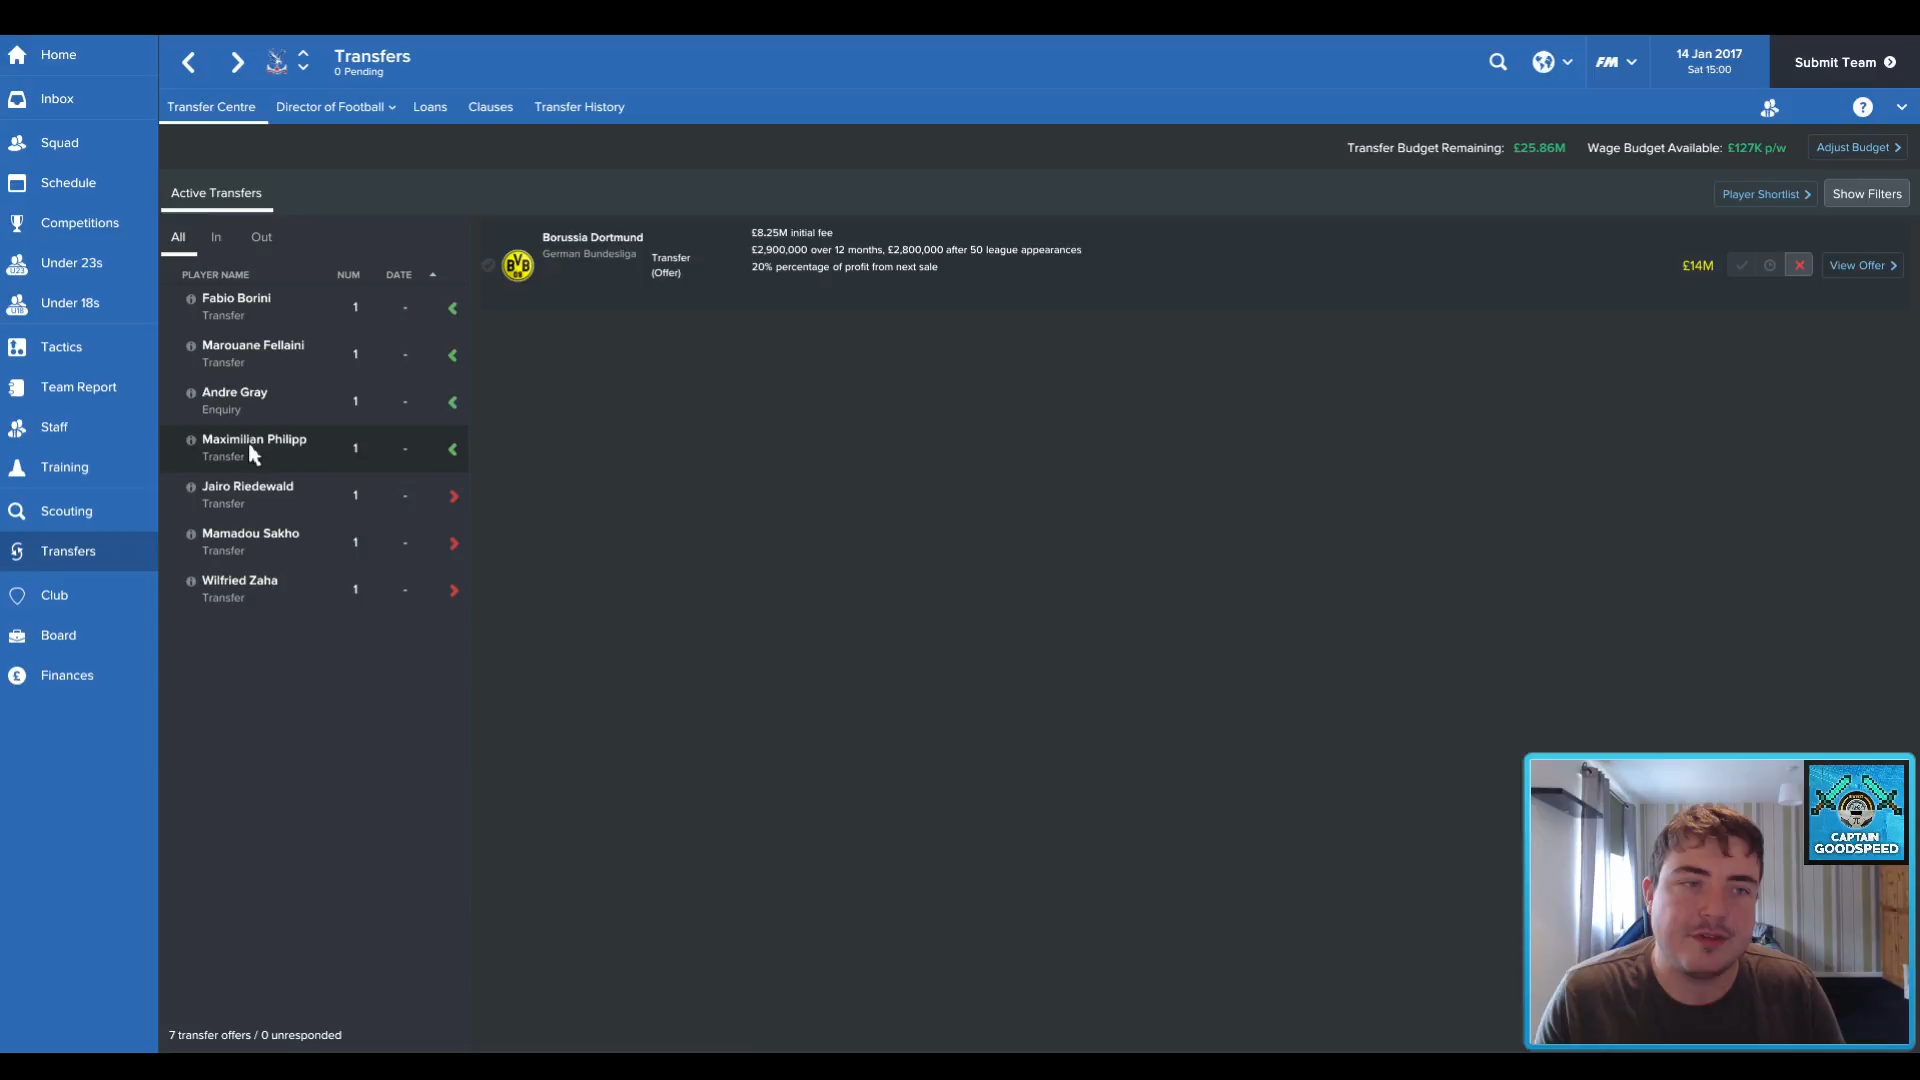 Home
Inbox
Squad
Schedule
Competitions
U23
Under 23s
U18
Under 18s
Tactics
Team Report
Staff
Training
Scouting
Transfers
Club
Board
£
Finances
Transfers
0 Pending
FM
14 Jan 2017
Sat 15:00
Submit Team
Transfer Centre
Director of Football
Loans
Clauses
Transfer History
?
Transfer Budget Remaining: £25.86M
Wage Budget Available: £127K p/w
Adjust Budget
Active Transfers
Player Shortlist
Show Filters
All
In
Out
PLAYER NAME NUM DATE
Fabio Borini
Transfer
1 -
Marouane Fellaini
Transfer
1 -
Andre Gray
Enquiry
1 -
Maximilian Philipp
Transfer
1 -
Jairo Riedewald
Transfer
1 -
Mamadou Sakho
Transfer
1 -
Wilfried Zaha
Transfer
1 -
7 transfer offers / 0 unresponded
BVB
09
Borussia Dortmund
German Bundesliga
Transfer
(Offer)
£8.25M initial fee
£2,900,000 over 12 months, £2,800,000 after 50 league appearances
20% percentage of profit from next sale
£14M
View Offer
CAPTAIN
GOODSPEED